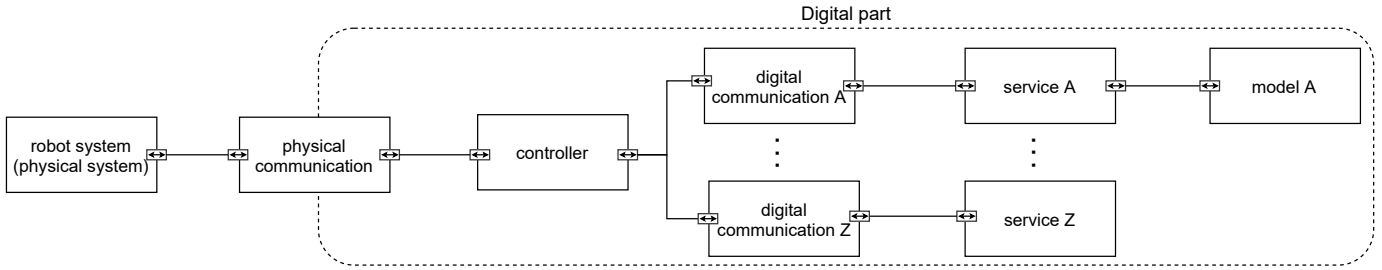 Digital part
robot system
(physical system)
physical
communication
controller
digital
communication A
service A
model A
digital
communication Z
service Z